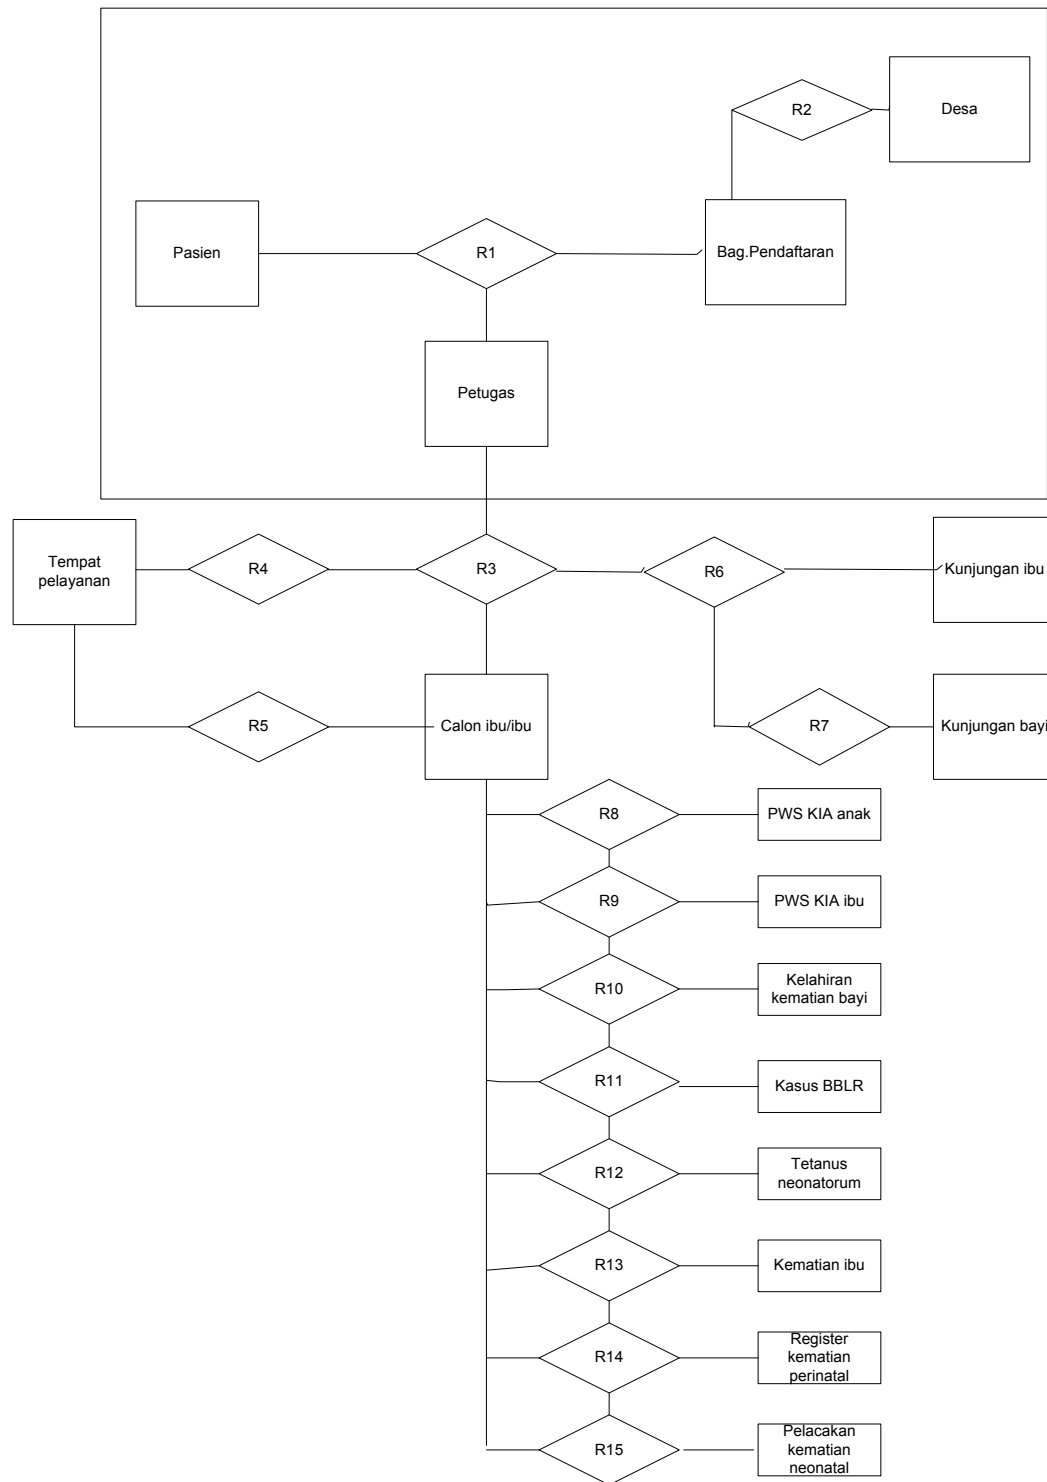 R2
Desa
Pasien
R1
Bag.Pendaftaran
Petugas
Tempat
pelayanan
R4
R3
R6
Kunjungan ibu
R5
Calon ibu/ibu
R7
Kunjungan bayi
R8
PWS KIA anak
R9
PWS KIA ibu
R10
Kelahiran
kematian bayi
R11
Kasus BBLR
R12
Tetanus
neonatorum
R13
Kematian ibu
R14
Register
kematian
perinatal
R15
Pelacakan
kematian
neonatal